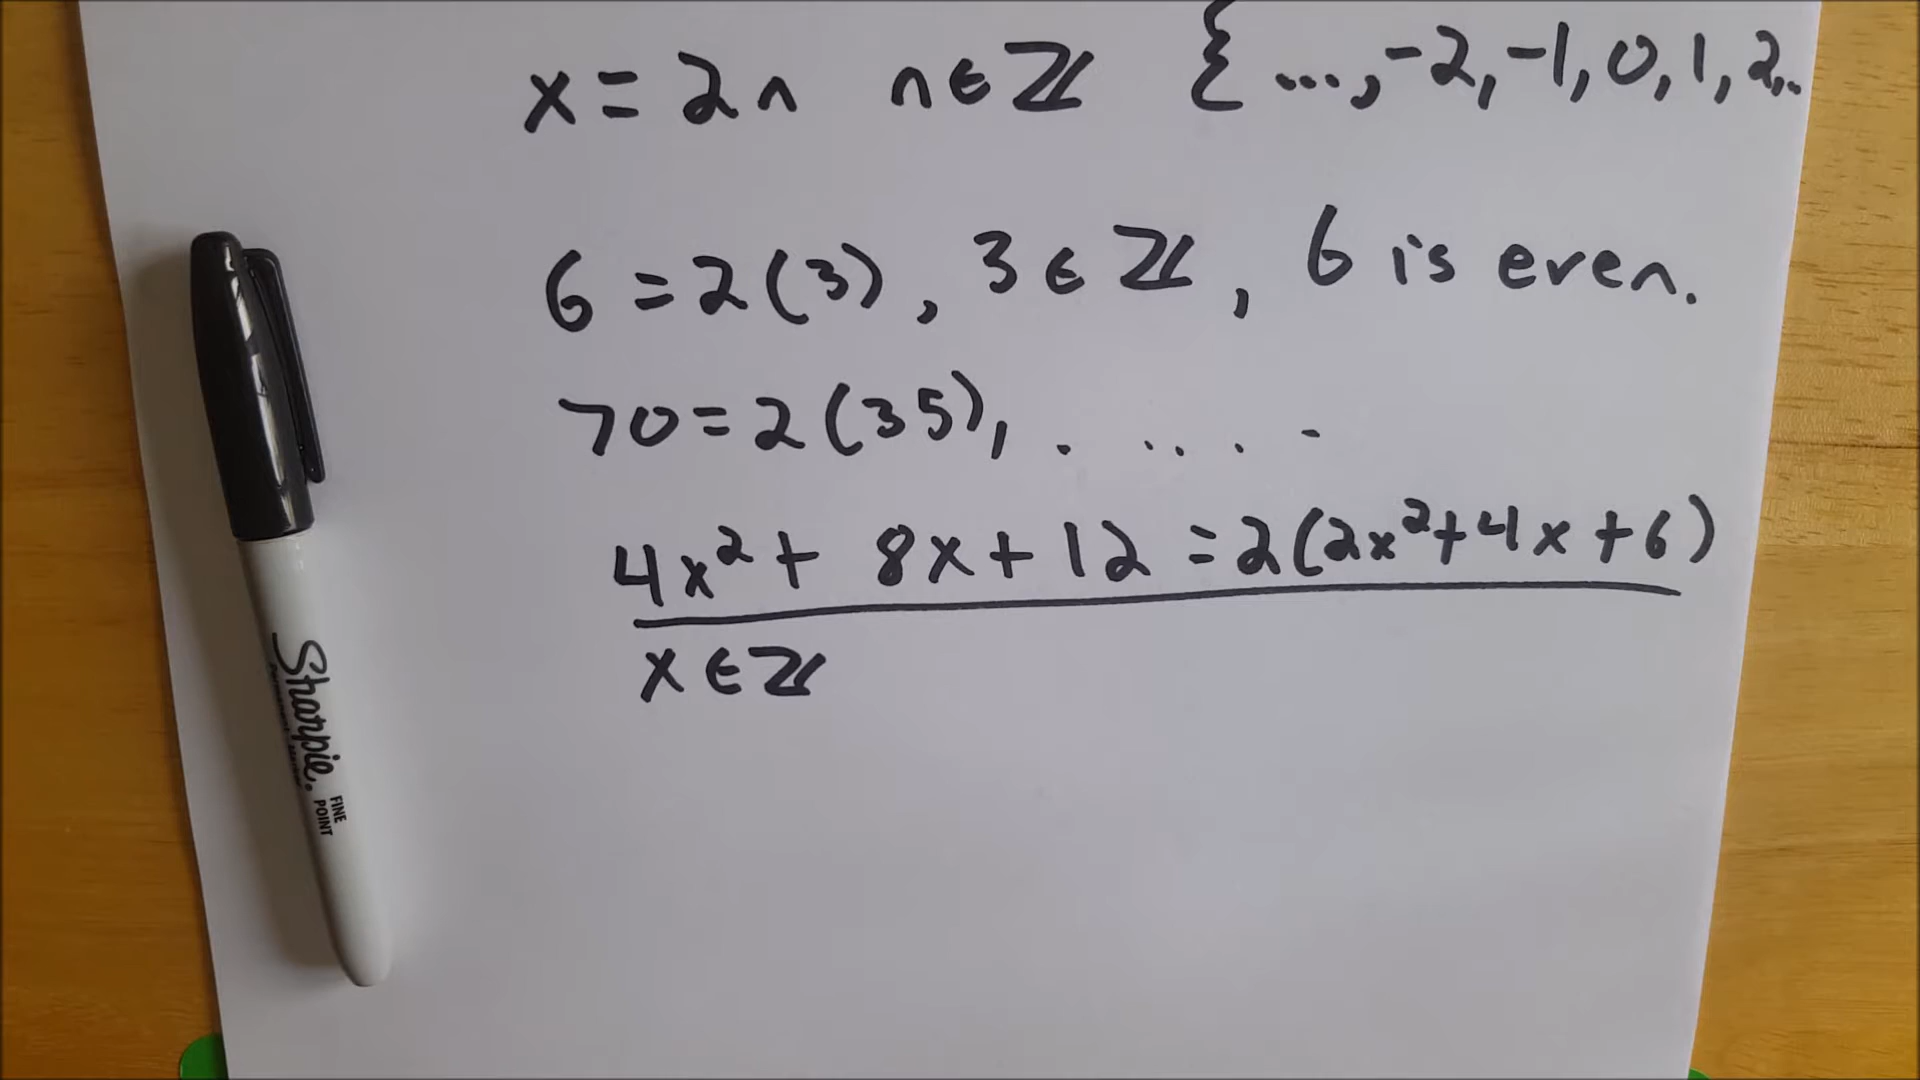 x = 2n n ∈ ℤ { ..., -2, -1, 0, 1, 2, ..
6 = 2(3), 3 ∈ ℤ, 6 is even.
70 = 2(35), . .. . -
4x² + 8x + 12 = 2(2x² + 4x + 6)
x ∈ ℤ
Sharpie.
FINE
POINT